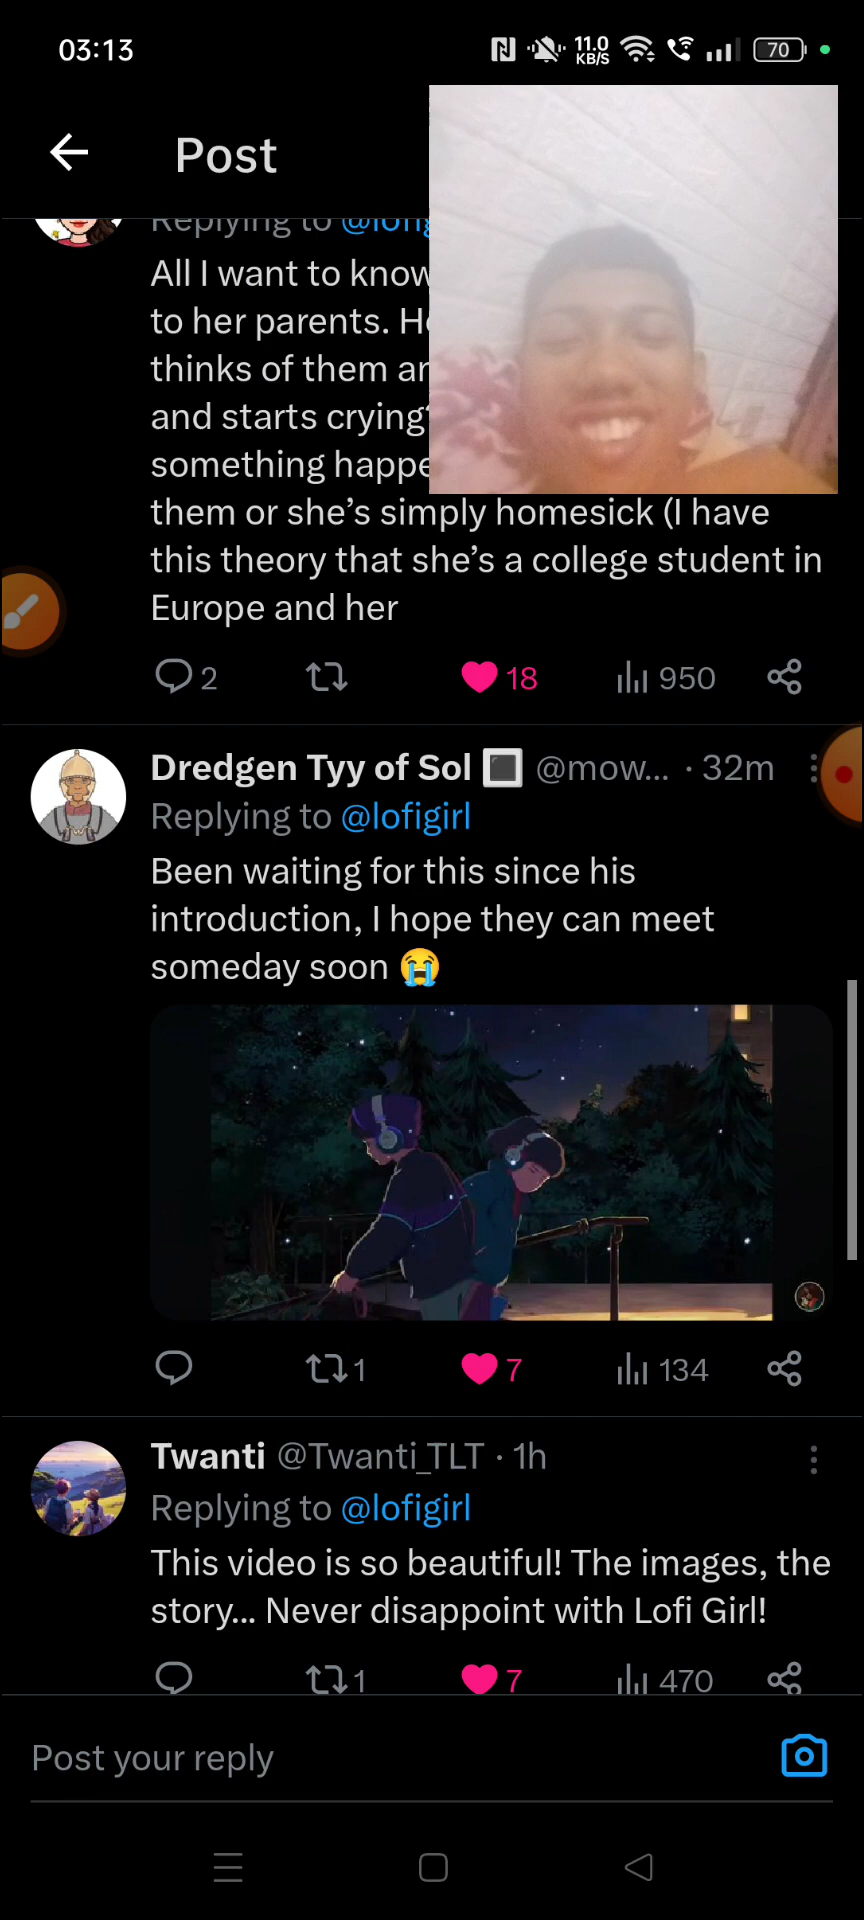 03:13
11.0
KB/S
70
Post
Replying to
All I want to know
to her parents.
thinks of them
and starts crying?
something
them or she’s simply homesick (I have
this theory that she’s a college student in
Europe and her
2
18
950
Dredgen Tyy of Sol @mow... · 32m
Replying to @lofigirl
Been waiting for this since his
introduction, I hope they can meet
someday soon 😭
1
7
134
Twanti @Twanti_TLT · 1h
Replying to @lofigirl
This video is so beautiful! The images, the
story... Never disappoint with Lofi Girl!
1
7
470
Post your reply